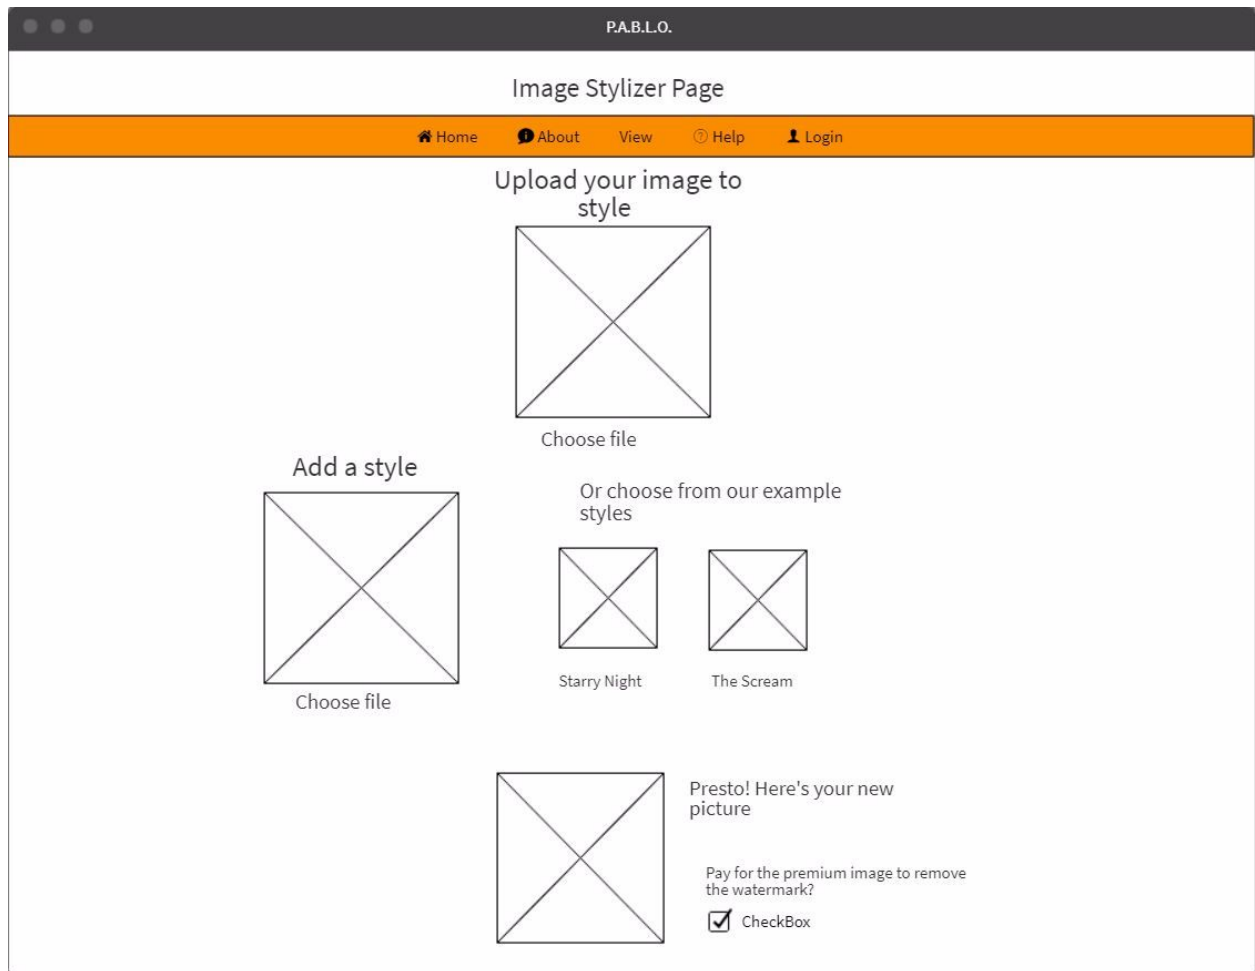 P.A.B.L.O.
Image Stylizer Page
Home About View Help Login
Upload your image to
style
Choose file
Add a style
Or choose from our example
styles
Starry Night The Scream
Choose file
Presto! Here's your new
picture
Pay for the premium image to remove
the watermark?
CheckBox